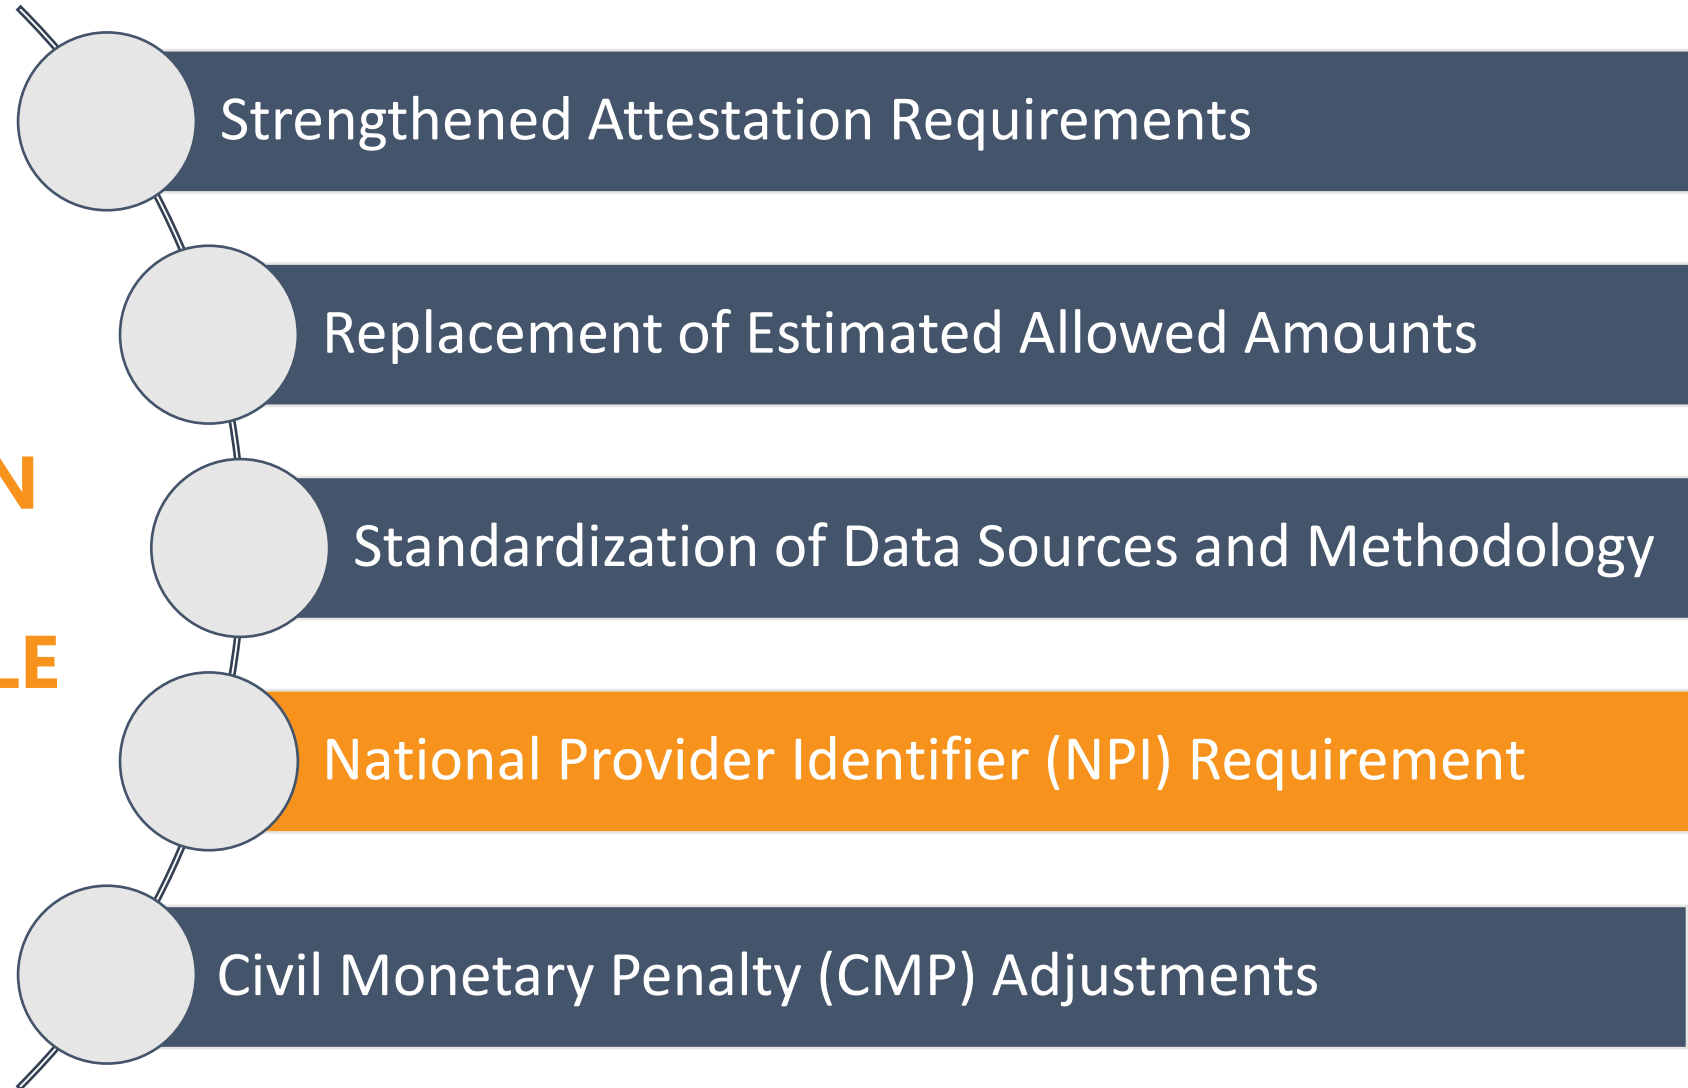 Strengthened Attestation Requirements
Replacement of Estimated Allowed Amounts
Standardization of Data Sources and Methodology
National Provider Identifier (NPI) Requirement
Civil Monetary Penalty (CMP) Adjustments